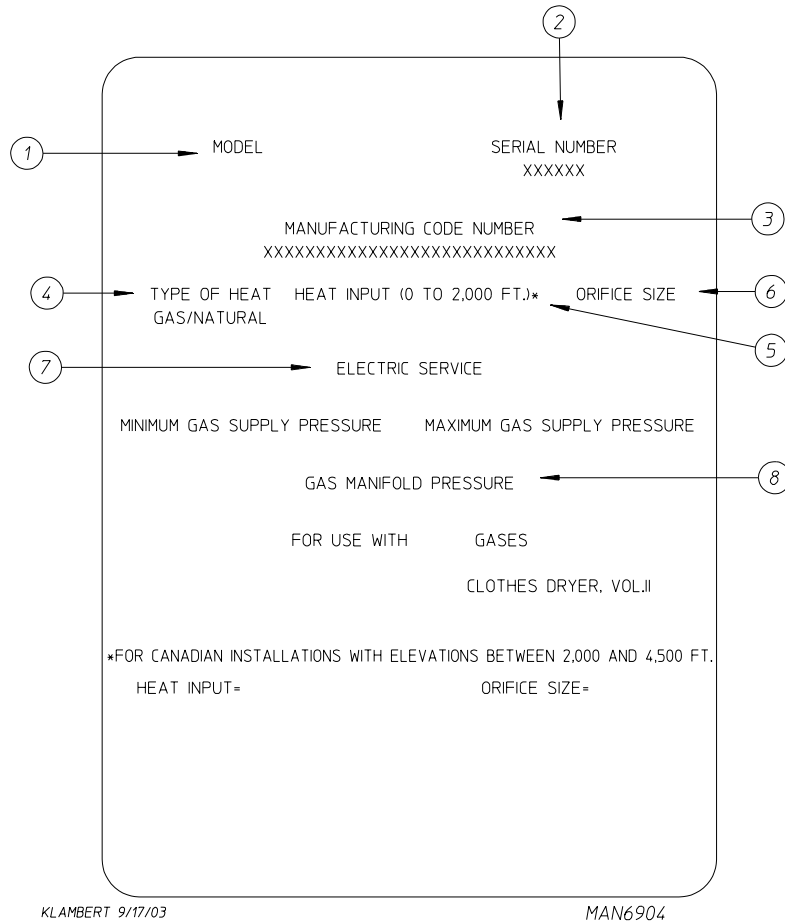 2
1 MODEL SERIAL NUMBER
XXXXXX
3
MANUFACTURING CODE NUMBER
XXXXXXXXXXXXXXXXXXXXXXXXXXXX
4 TYPE OF HEAT HEAT INPUT (0 TO 2,000 FT.)* ORIFICE SIZE 6
GAS/NATURAL
5
7 ELECTRIC SERVICE
MINIMUM GAS SUPPLY PRESSURE MAXIMUM GAS SUPPLY PRESSURE
GAS MANIFOLD PRESSURE 8
FOR USE WITH GASES
CLOTHES DRYER, VOL.II
*FOR CANADIAN INSTALLATIONS WITH ELEVATIONS BETWEEN 2,000 AND 4,500 FT.
HEAT INPUT= ORIFICE SIZE=
KLAMBERT 9/17/03 MAN6904